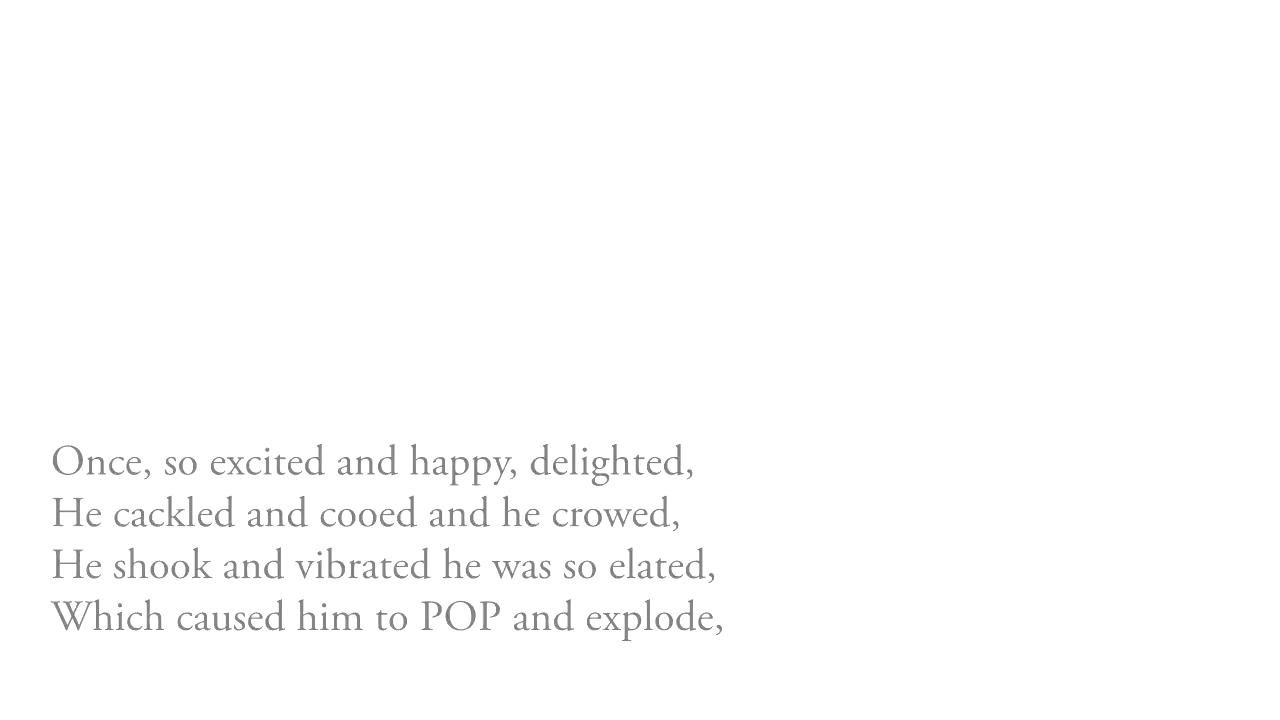 Once, so excited and happy, delighted,
He cackled and cooed and he crowed,
He shook and vibrated he was so elated,
Which caused him to POP and explode,